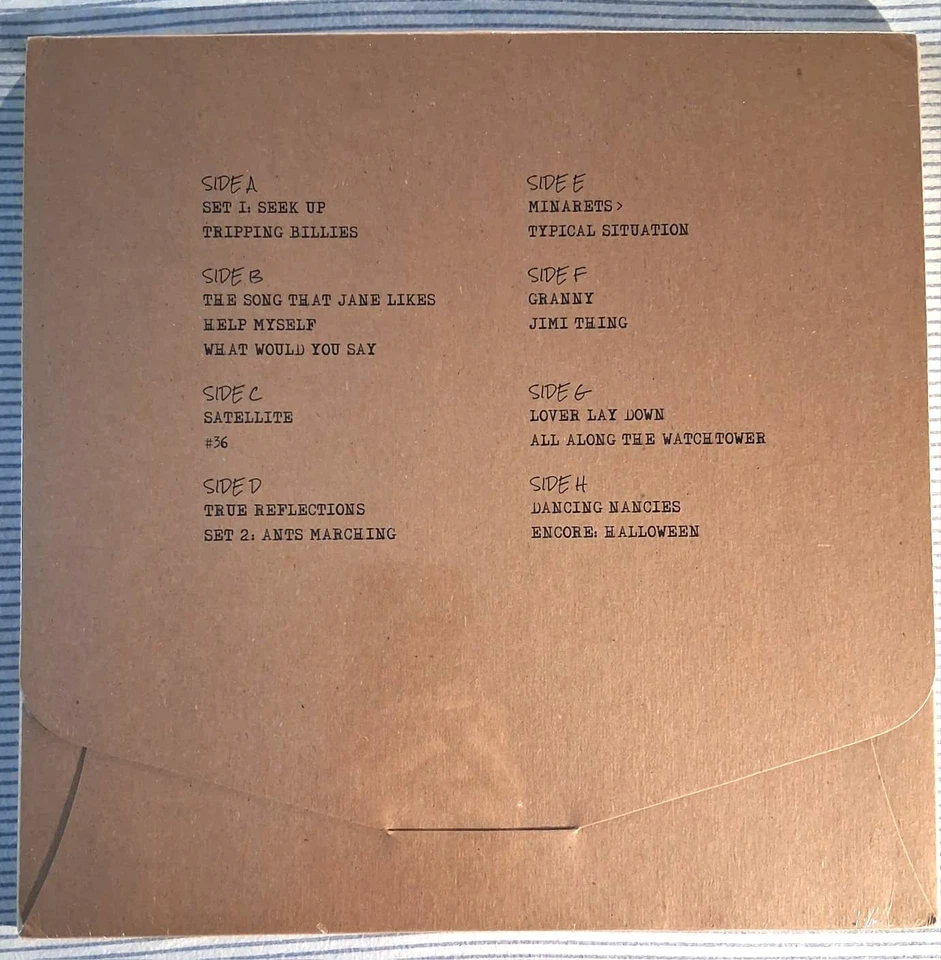 SIDE A
SET 1: SEEK UP
TRIPPING BILLIES
SIDE B
THE SONG THAT JANE LIKES
HELP MYSELF
WHAT WOULD YOU SAY
SIDE C
SATELLITE
#36
SIDE D
TRUE REFLECTIONS
SET 2: ANTS MARCHING
SIDE E
MINARETS >
TYPICAL SITUATION
SIDE F
GRANNY
JIMI THING
SIDE G
LOVER LAY DOWN
ALL ALONG THE WATCHTOWER
SIDE H
DANCING NANCIES
ENCORE: HALLOWEEN